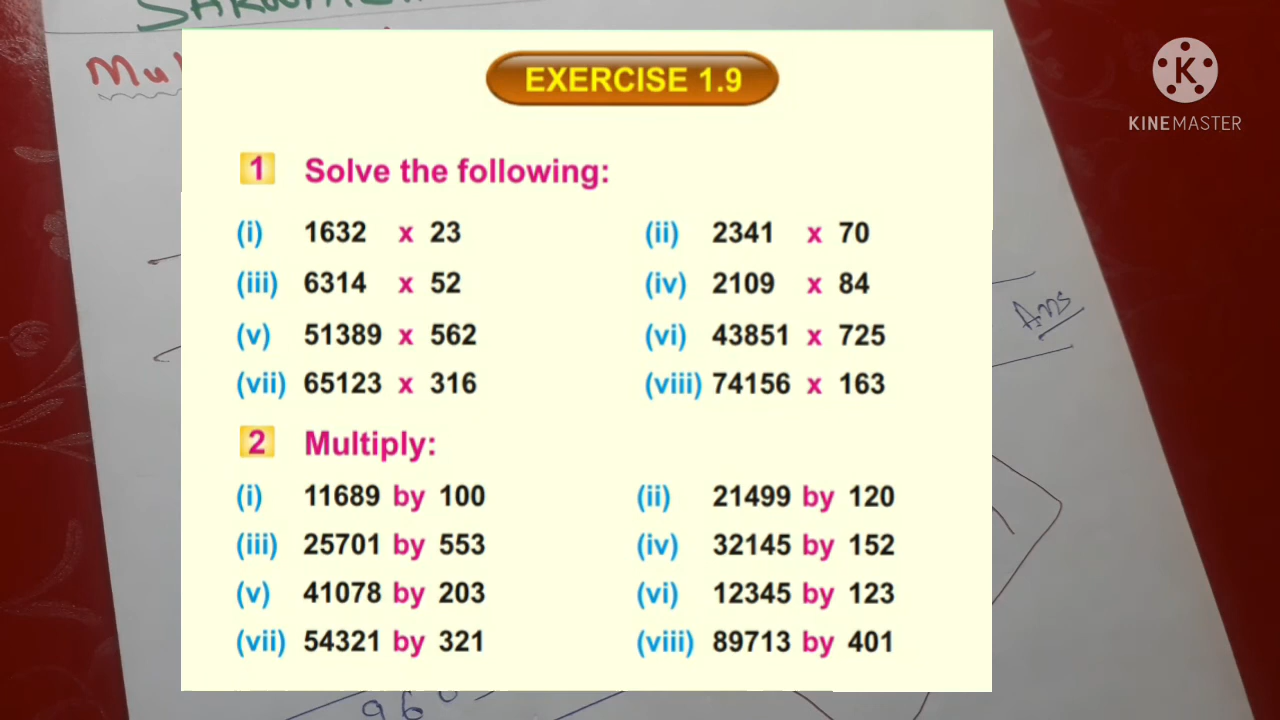 EXERCISE 1.9
KINEMASTER
Mul
1 Solve the following:
(i) 1632 x 23 (ii) 2341 x 70
(iii) 6314 x 52 (iv) 2109 x 84
Ans
(v) 51389 x 562 (vi) 43851 x 725
(vii) 65123 x 316 (viii) 74156 x 163
2 Multiply:
(i) 11689 by 100 (ii) 21499 by 120
(iii) 25701 by 553 (iv) 32145 by 152
(v) 41078 by 203 (vi) 12345 by 123
(vii) 54321 by 321 (viii) 89713 by 401